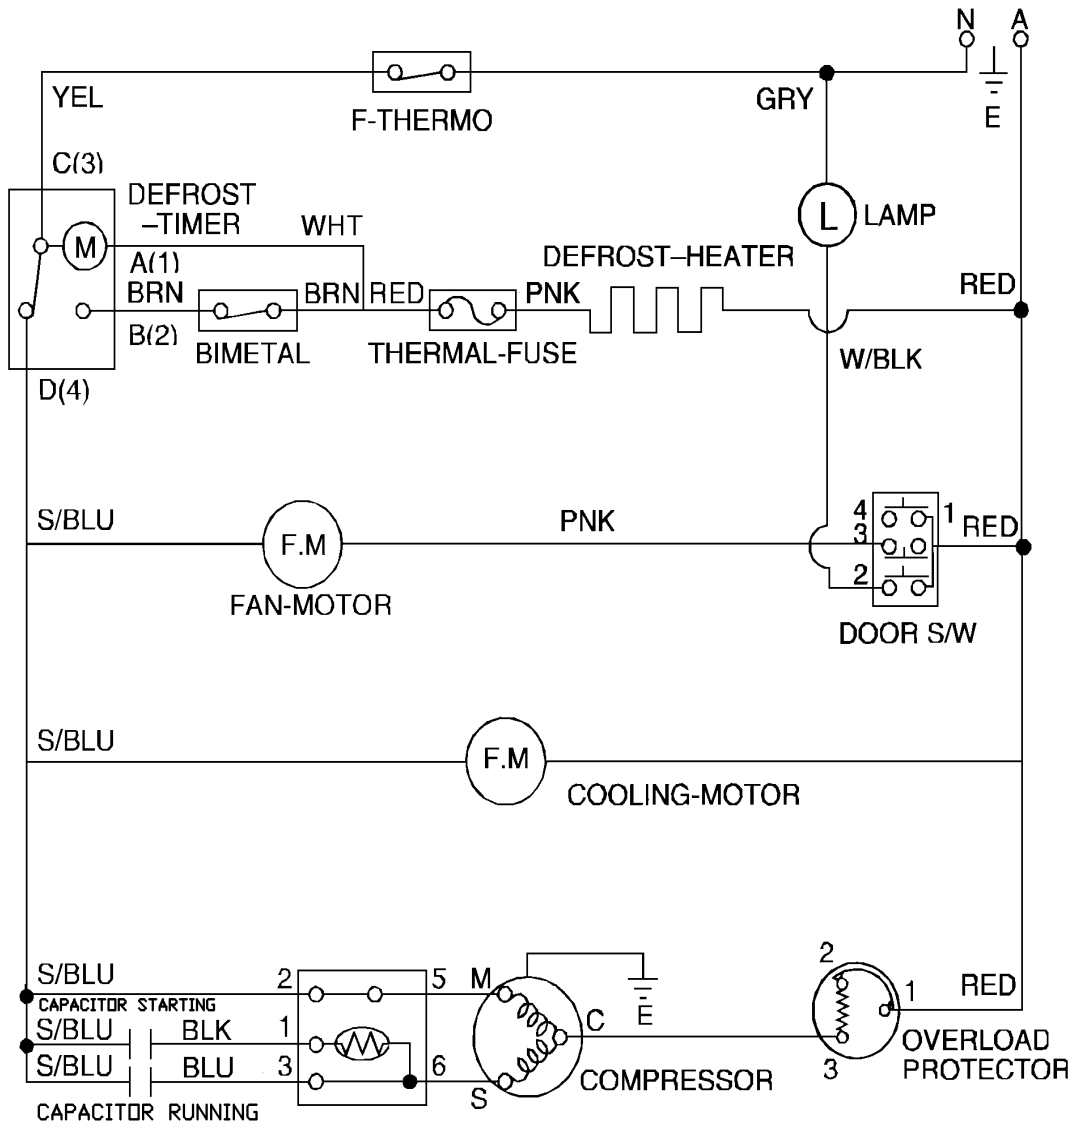 N A
YEL
GRY
E
F-THERMO
C(3)
DEFROST
-TIMER
WHT
L
LAMP
M
A(1)
DEFROST-HEATER
BRN
BRN
RED
PNK
RED
B(2)
BIMETAL
THERMAL-FUSE
W/BLK
D(4)
S/BLU
PNK
4
1
3
RED
F.M
2
FAN-MOTOR
DOOR S/W
S/BLU
F.M
COOLING-MOTOR
S/BLU
2
5
M
2
1
RED
CAPACITOR STARTING
S/BLU
BLK
1
E
C
OVERLOAD
PROTECTOR
S/BLU
BLU
3
6
3
COMPRESSOR
S
CAPACITOR RUNNING